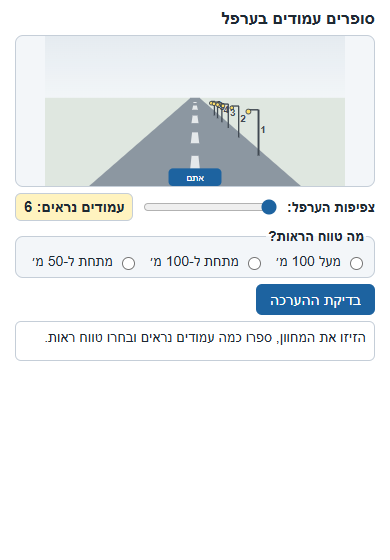 סופרים עמודים בערפל
1
2
3
4
אתם
צפיפות הערפל:
עמודים נראים: 6
מה טווח הראות?
מעל 100 מ׳
מתחת ל-100 מ׳
מתחת ל-50 מ׳
בדיקת ההערכה
הזיזו את המחוון, ספרו כמה עמודים נראים ובחרו טווח ראות.